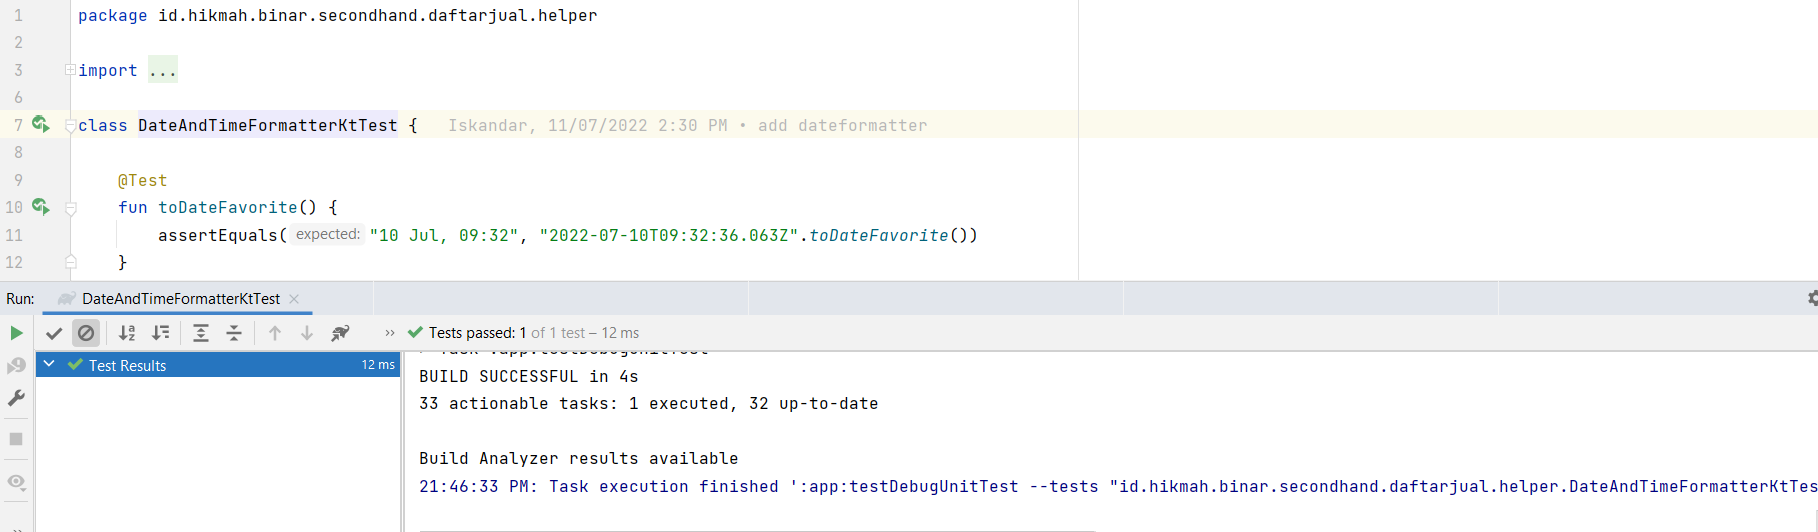 1 package id.hikmah.binar.secondhand.daftarjual.helper
2
3 import ...
6
7 class DateAndTimeFormatterKtTest { Iskandar, 11/07/2022 2:30 PM • add dateformatter
8
9 @Test
10 fun toDateFavorite() {
11 assertEquals( expected: "10 Jul, 09:32", "2022-07-10T09:32:36.063Z".toDateFavorite())
12 }
Run: DateAndTimeFormatterKtTest ×
» ✔ Tests passed: 1 of 1 test – 12 ms
Test Results 12 ms
> Task :app:testDebugUnitTest
BUILD SUCCESSFUL in 4s
33 actionable tasks: 1 executed, 32 up-to-date
Build Analyzer results available
21:46:33 PM: Task execution finished ':app:testDebugUnitTest --tests "id.hikmah.binar.secondhand.daftarjual.helper.DateAndTimeFormatterKtTes